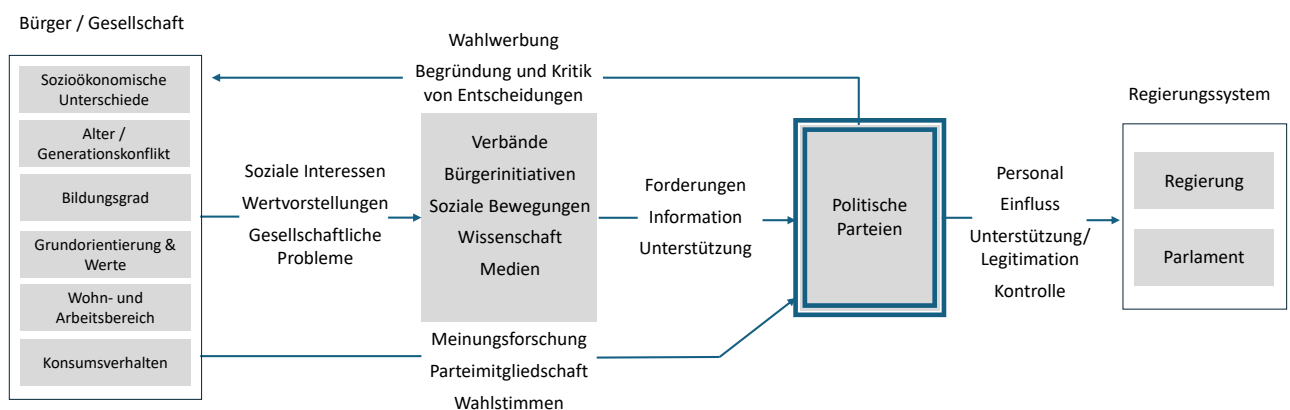 Bürger / Gesellschaft
Sozioökonomische
Unterschiede
Alter /
Generationskonflikt
Bildungsgrad
Grundorientierung &
Werte
Wohn- und
Arbeitsbereich
Konsumsverhalten
Soziale Interessen
Wertvorstellungen
Gesellschaftliche
Probleme
Wahlwerbung
Begründung und Kritik
von Entscheidungen
Verbände
Bürgerinitiativen
Soziale Bewegungen
Wissenschaft
Medien
Meinungsforschung
Parteimitgliedschaft
Wahlstimmen
Forderungen
Information
Unterstützung
Politische
Parteien
Personal
Einfluss
Unterstützung/
Legitimation
Kontrolle
Regierungssystem
Regierung
Parlament